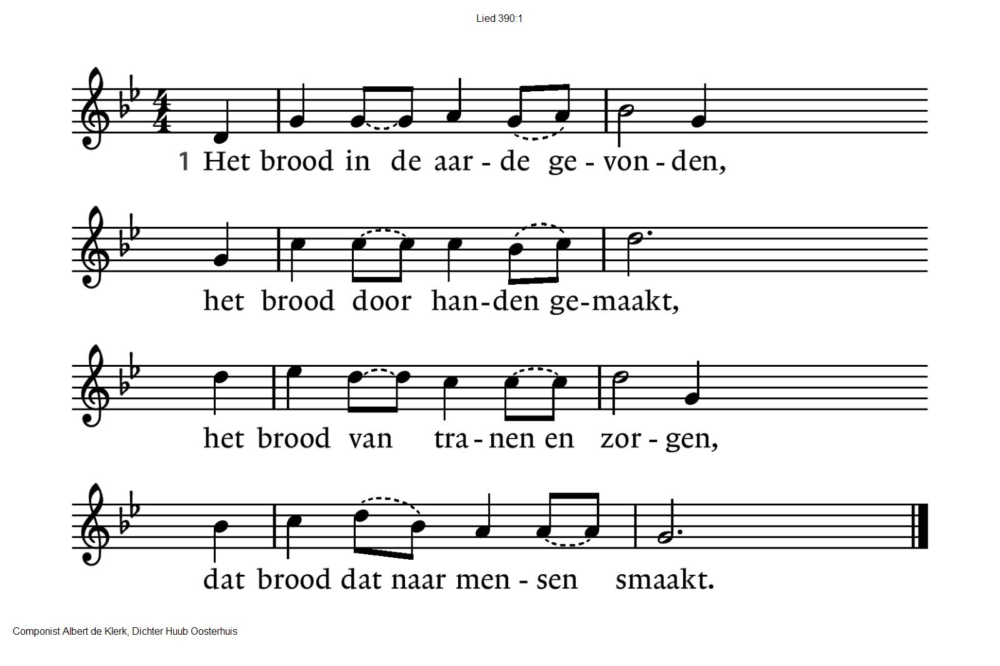 Lied 390:1
4
4
1 Het brood in de aar - de ge - von - den,
het brood door han-den ge-maakt,
het brood van tra - nen en zor - gen,
dat brood dat naar men - sen smaakt.
Componist Albert de Klerk, Dichter Huub Oosterhuis